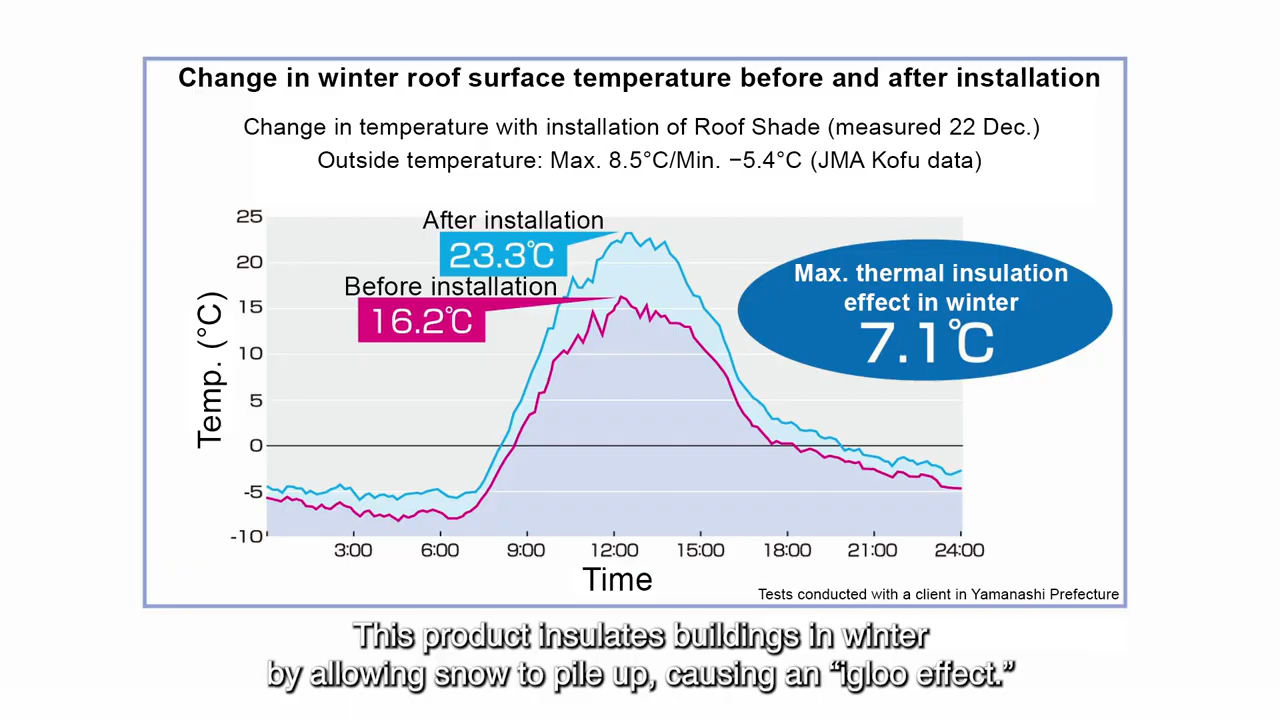 Change in winter roof surface temperature before and after installation
Change in temperature with installation of Roof Shade (measured 22 Dec.)
Outside temperature: Max. 8.5°C/Min. −5.4°C (JMA Kofu data)
After installation
23.3℃
Before installation
16.2℃
Max. thermal insulation
effect in winter
7.1℃
Temp. (°C)
25
20
15
10
5
0
-5
-10
3:00 6:00 9:00 12:00 15:00 18:00 21:00 24:00
Time
Tests conducted with a client in Yamanashi Prefecture
This product insulates buildings in winter
by allowing snow to pile up, causing an “igloo effect.”